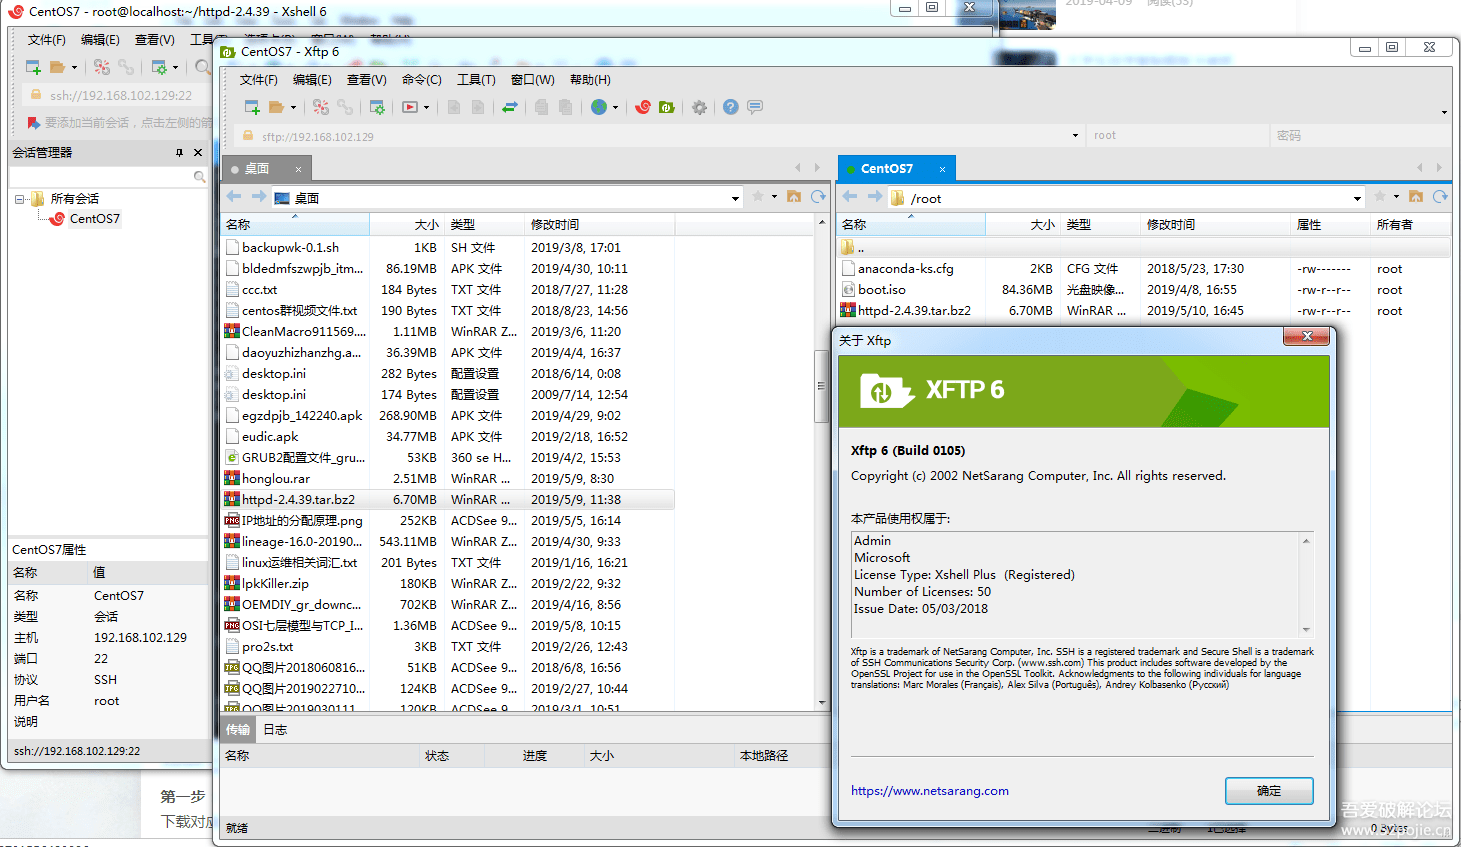 CentOS7 - root@localhost:~/httpd-2.4.39 - Xshell 6
文件(F) 编辑(E) 查看(V)
ssh://192.168.102.129:22
要添加当前会话，点击左侧的箭
会话管理器
所有会话
CentOS7
CentOS7属性
名称 值
名称 CentOS7
类型 会话
主机 192.168.102.129
端口 22
协议 SSH
用户名 root
说明
ssh://192.168.102.129:22
第一步
2019-04-09 阅读(53)
CentOS7 - Xftp 6
文件(F) 编辑(E) 查看(V) 命令(C) 工具(T) 窗口(W) 帮助(H)
sftp://192.168.102.129 root 密码
桌面
桌面
名称 大小 类型 修改时间
backupwk-0.1.sh 1KB SH 文件 2019/3/8, 17:01
bldedmfszwpjb_itm... 86.19MB APK 文件 2019/4/30, 10:11
ccc.txt 184 Bytes TXT 文件 2018/7/27, 11:28
centos群视频文件.txt 190 Bytes TXT 文件 2018/8/23, 14:56
CleanMacro911569.... 1.11MB WinRAR Z... 2019/3/6, 11:20
daoyuzhizhanzhg.a... 36.39MB APK 文件 2019/4/4, 16:37
desktop.ini 282 Bytes 配置设置 2018/6/14, 0:08
desktop.ini 174 Bytes 配置设置 2009/7/14, 12:54
egzdpjb_142240.apk 268.90MB APK 文件 2019/4/29, 9:02
eudic.apk 34.77MB APK 文件 2019/2/18, 16:52
GRUB2配置文件_gru... 53KB 360 se H... 2019/4/2, 15:53
honglou.rar 2.51MB WinRAR ... 2019/5/9, 8:30
httpd-2.4.39.tar.bz2 6.70MB WinRAR ... 2019/5/9, 11:38
IP地址的分配原理.png 252KB ACDSee 9... 2019/5/5, 16:14
lineage-16.0-20190... 543.11MB WinRAR Z... 2019/4/30, 9:33
linux运维相关词汇.txt 201 Bytes TXT 文件 2019/1/16, 16:21
lpkKiller.zip 180KB WinRAR Z... 2019/2/22, 9:32
OEMDIY_gr_downc... 702KB WinRAR Z... 2019/4/16, 8:56
OSI七层模型与TCP_I... 1.36MB ACDSee 9... 2019/5/8, 10:15
pro2s.txt 3KB TXT 文件 2019/2/26, 12:43
QQ图片2018060816... 51KB ACDSee 9... 2018/6/8, 16:56
QQ图片2019022710... 124KB ACDSee 9... 2019/2/27, 10:44
QQ图片2019030111... 120KB ACDSee 9... 2019/3/1, 10:51
传输 日志
名称 状态 进度 大小 本地路径
就绪
CentOS7
/root
名称 大小 类型 修改时间 属性 所有者
..
anaconda-ks.cfg 2KB CFG 文件 2018/5/23, 17:30 -rw------- root
boot.iso 84.36MB 光盘映像... 2019/4/8, 16:55 -rw-r--r-- root
httpd-2.4.39.tar.bz2 6.70MB WinRAR ... 2019/5/10, 16:45 -rw-r--r-- root
关于 Xftp
XFTP 6
Xftp 6 (Build 0105)
Copyright (c) 2002 NetSarang Computer, Inc. All rights reserved.
本产品使用权属于:
Admin
Microsoft
License Type: Xshell Plus (Registered)
Number of Licenses: 50
Issue Date: 05/03/2018
Xftp is a trademark of NetSarang Computer, Inc. SSH is a registered trademark and Secure Shell is a trademark
of SSH Communications Security Corp. (www.ssh.com) This product includes software developed by the
OpenSSL Project for use in the OpenSSL Toolkit. Acknowledgments to the following individuals for language
translations: Marc Morales (Français), Alex Silva (Português), Andrey Kolbasenko (Русский)
https://www.netsarang.com
确定
吾爱破解论坛
www.52pojie.cn
0 Bytes